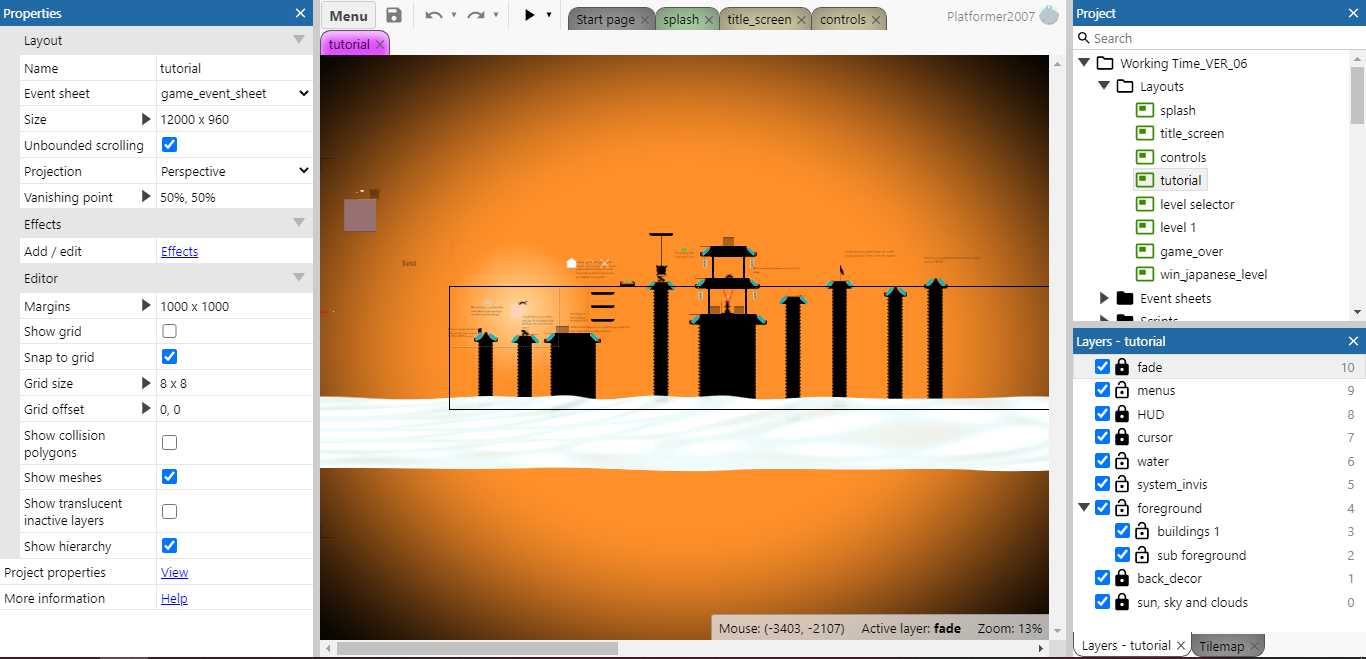 Properties
Layout
Name tutorial
Event sheet game_event_sheet
Size 12000 x 960
Unbounded scrolling
Projection Perspective
Vanishing point 50%, 50%
Effects
Add / edit Effects
Editor
Margins 1000 x 1000
Show grid
Snap to grid
Grid size 8 x 8
Grid offset 0, 0
Show collision
polygons
Show meshes
Show translucent
inactive layers
Show hierarchy
Project properties View
More information Help
Menu
Start page
splash
title_screen
controls
Platformer2007
tutorial
Text
Mouse: (-3403, -2107) Active layer: fade Zoom: 13%
Project
Search
Working Time_VER_06
Layouts
splash
title_screen
controls
tutorial
level selector
level 1
game_over
win_japanese_level
Event sheets
Scripts
Layers - tutorial
fade 10
menus 9
HUD 8
cursor 7
water 6
system_invis 5
foreground 4
buildings 1 3
sub foreground 2
back_decor 1
sun, sky and clouds 0
Layers - tutorial
Tilemap